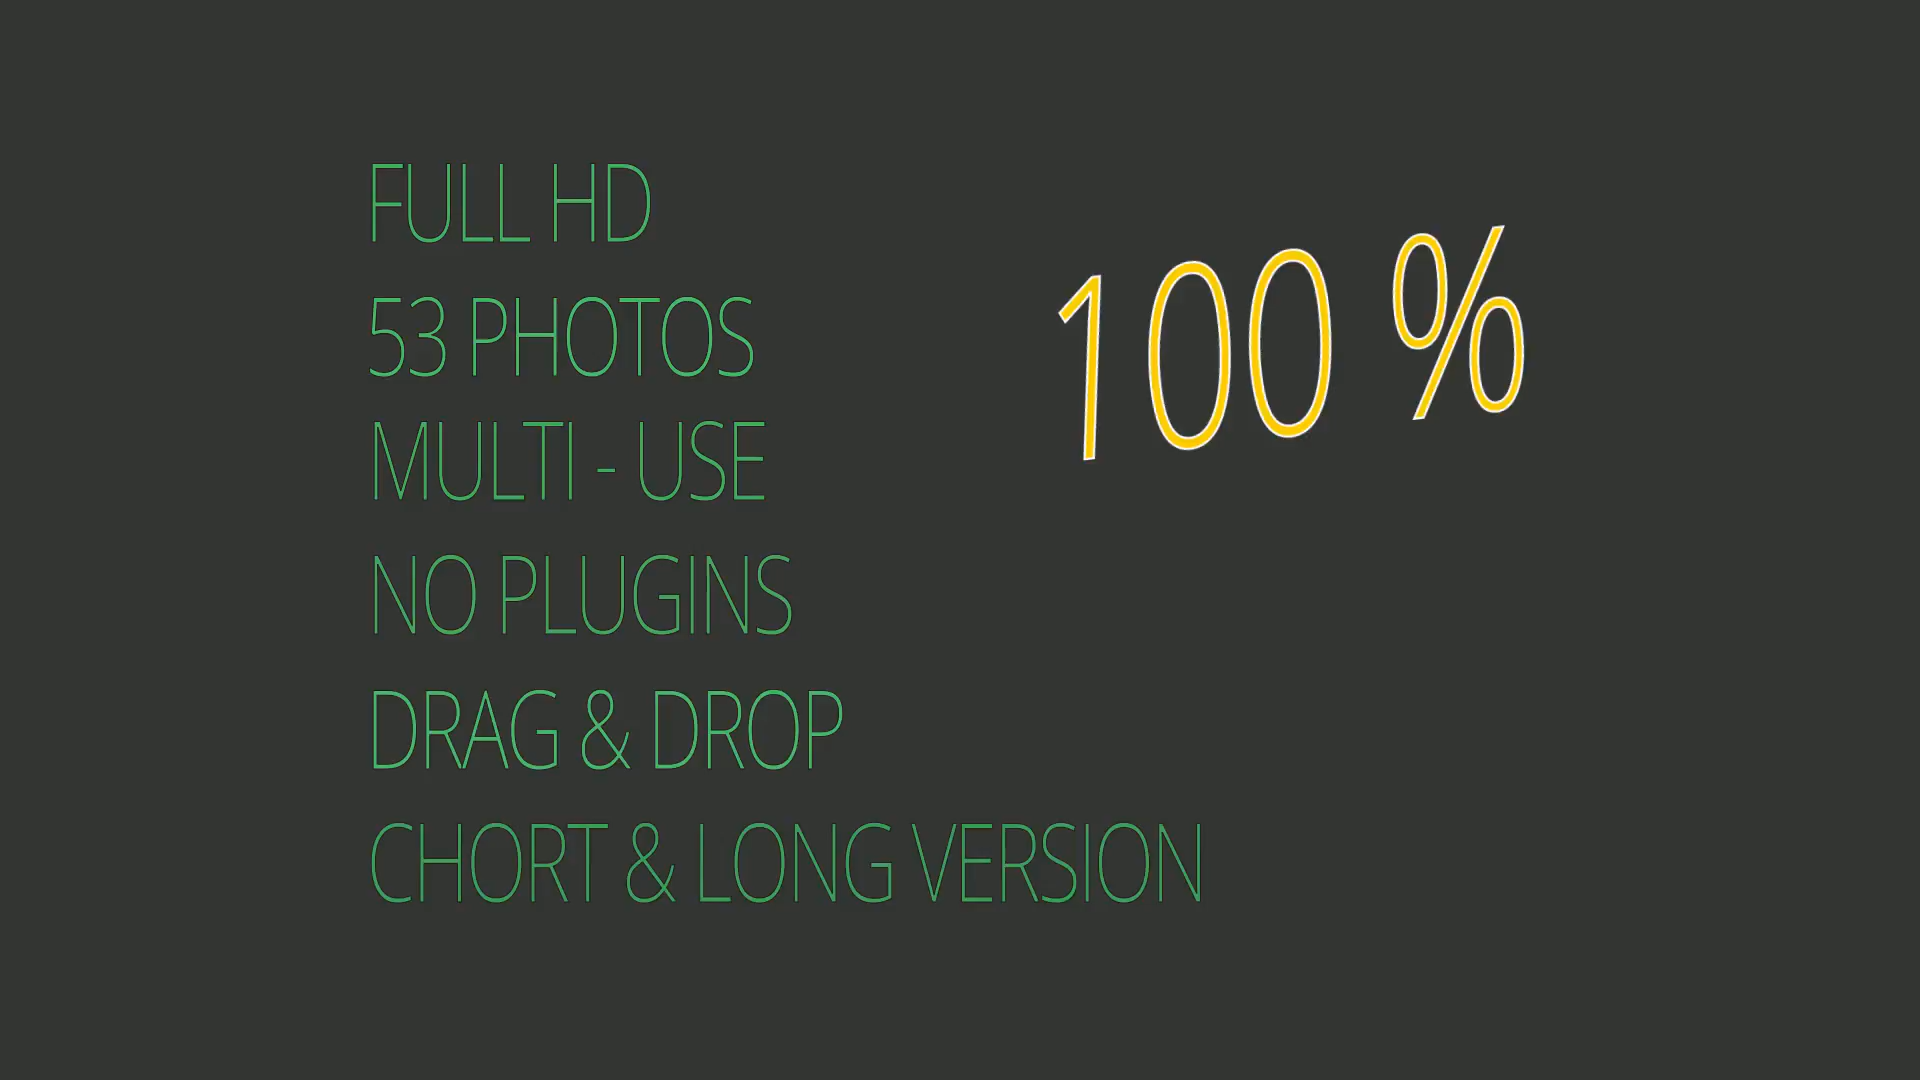 FULL HD
53 PHOTOS
100 %
MULTI - USE
NO PLUGINS
DRAG & DROP
CHORT & LONG VERSION